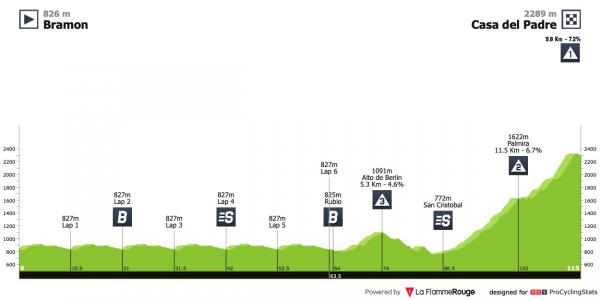 826 m
Bramon
2289 m
Casa del Padre
9.8 Km - 7.2%
1
1622m
Palmira
11.5 Km - 6.7%
2
827m
Lap 6
1091m
Alto de Berlin
5.3 Km - 4.6%
3
827m
Lap 2
B
827m
Lap 4
S
825m
Rubio
B
772m
San Cristobal
S
827m
Lap 1
827m
Lap 3
827m
Lap 5
2400
2200
2000
1800
1600
1400
1200
1000
800
600
2400
2200
2000
1800
1600
1400
1200
1000
800
600
0
10.5
21
31.5
42
52.5
64
74
86.5
102
115
63.5
Powered by La FlammeRouge
designed for PCS ProCyclingStats